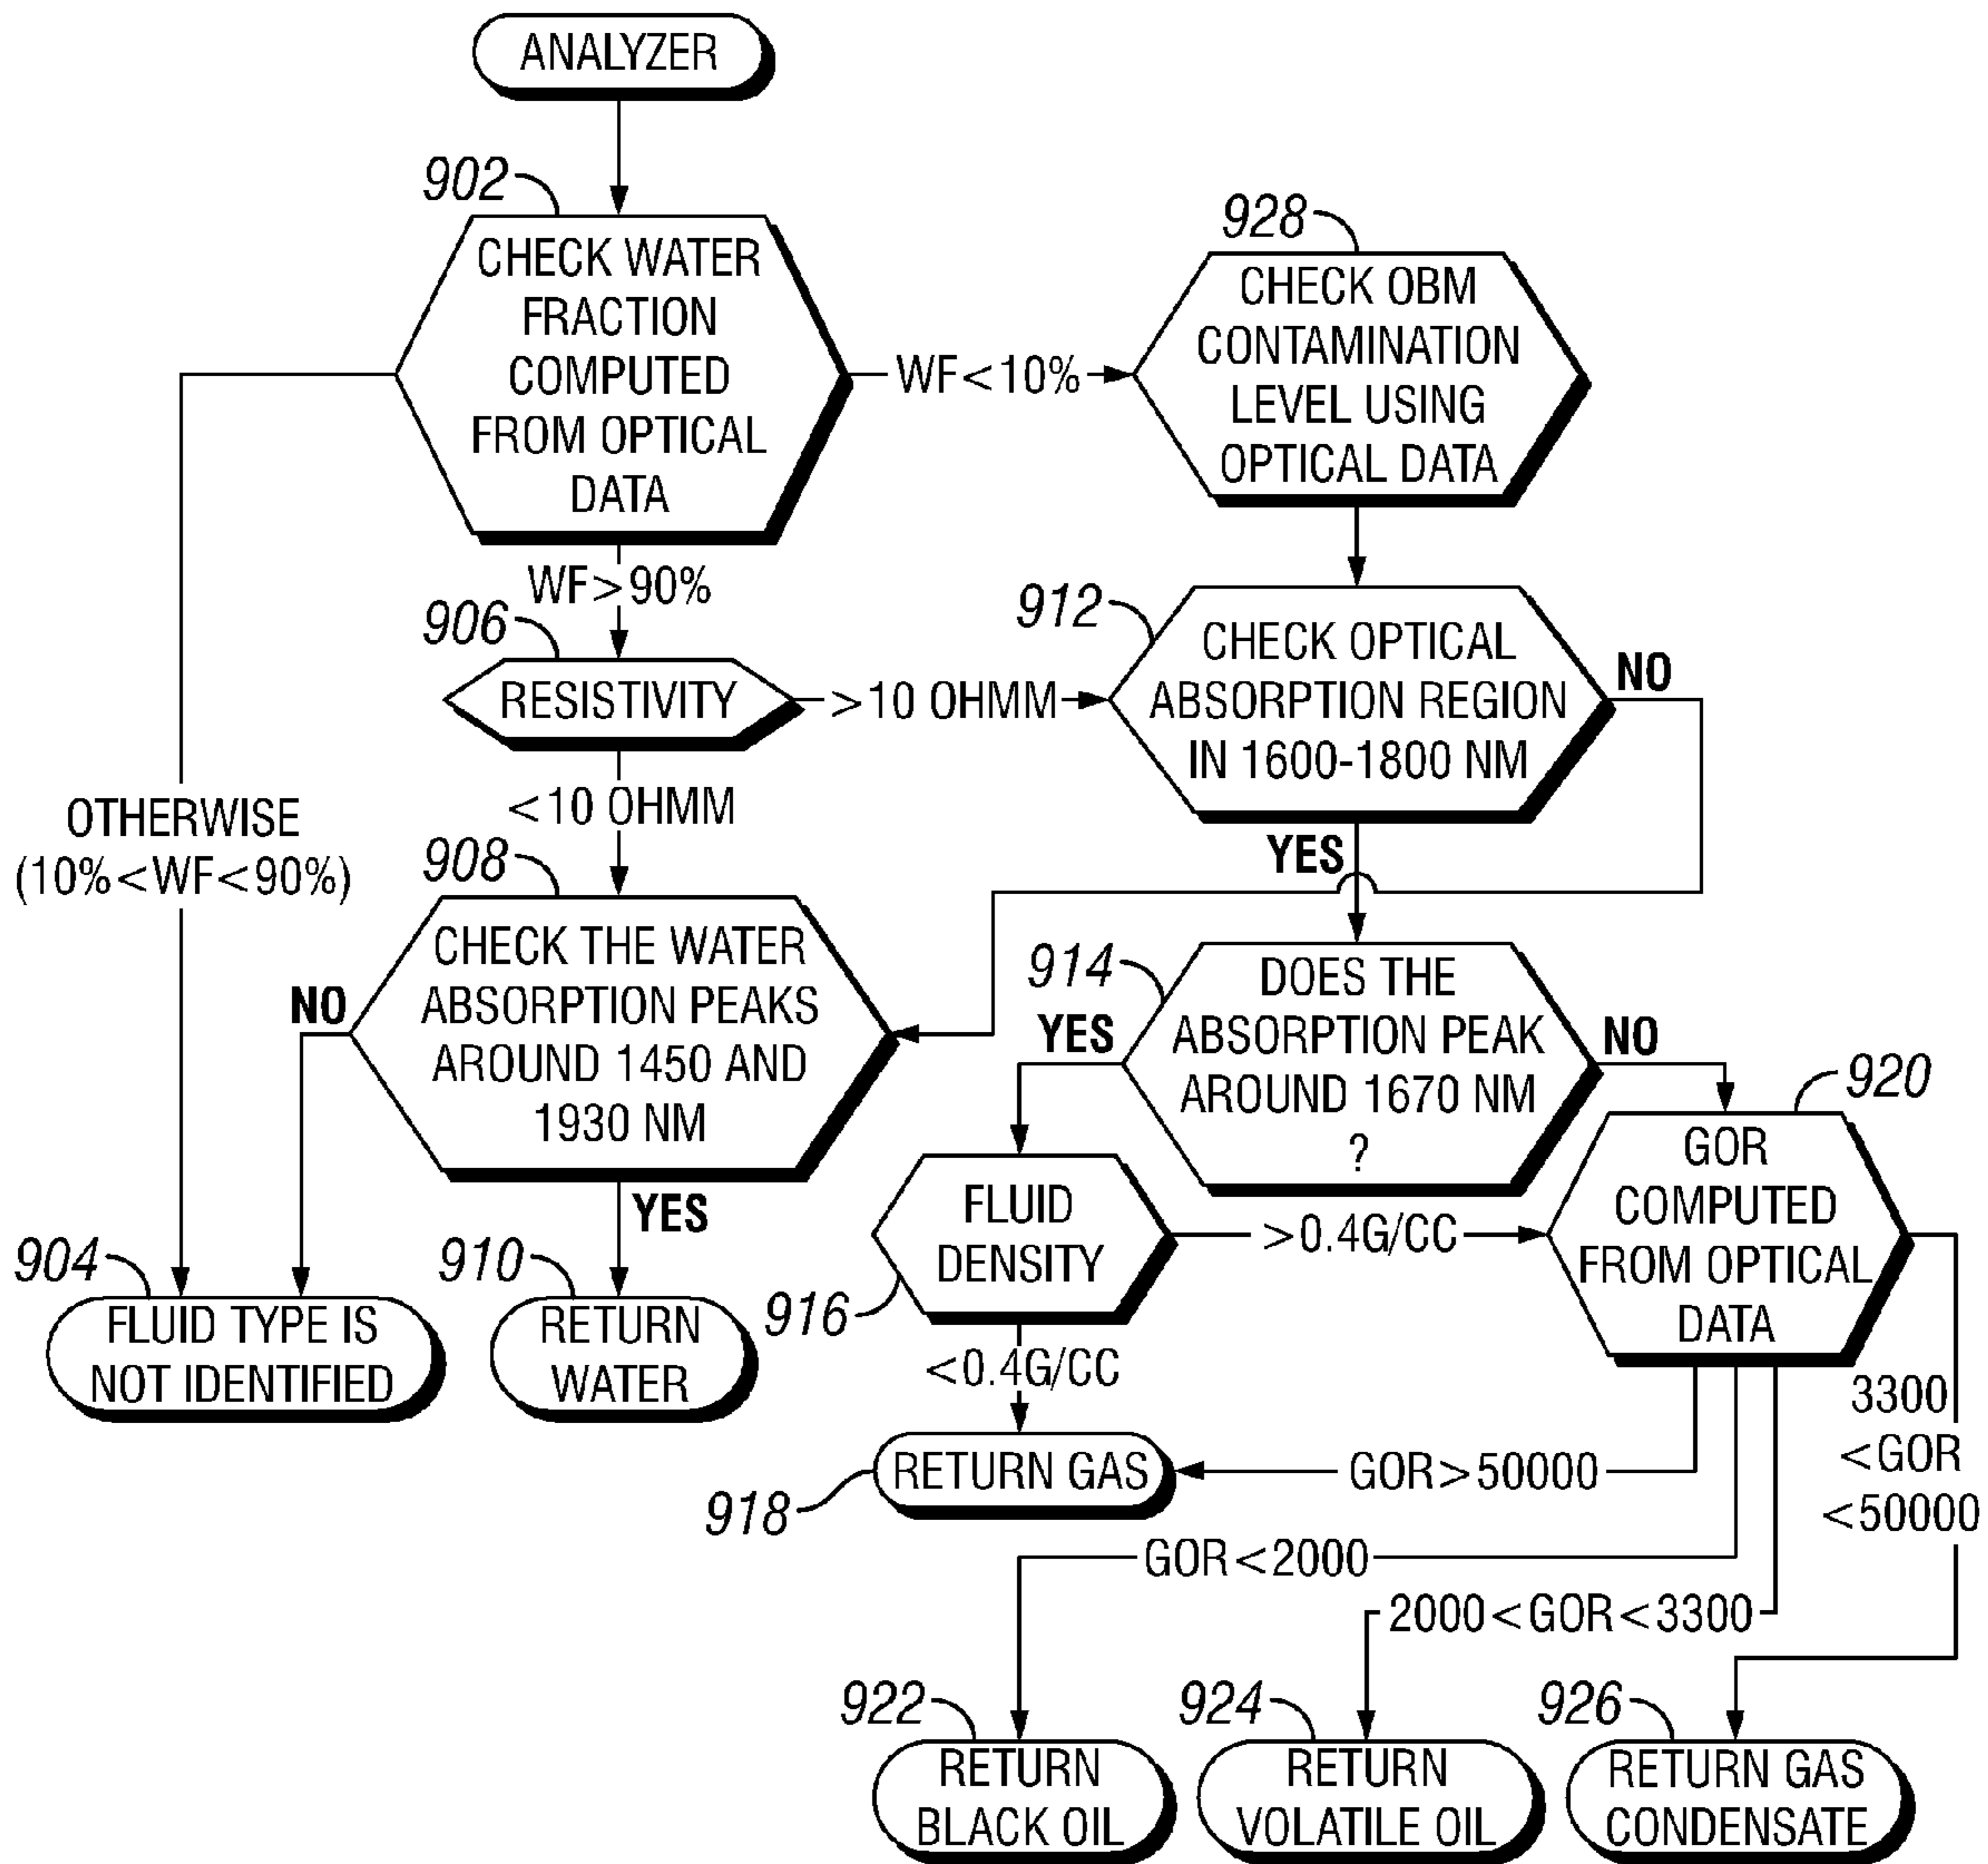 ANALYZER
902
CHECK WATER
FRACTION
COMPUTED
FROM OPTICAL
DATA
WF<10%
928
CHECK OBM
CONTAMINATION
LEVEL USING
OPTICAL DATA
WF>90%
906
RESISTIVITY
>10 OHMM
912
CHECK OPTICAL
ABSORPTION REGION
IN 1600-1800 NM
NO
YES
<10 OHMM
OTHERWISE
(10%<WF<90%)
908
CHECK THE WATER
ABSORPTION PEAKS
AROUND 1450 AND
1930 NM
NO
YES
914
DOES THE
ABSORPTION PEAK
AROUND 1670 NM
?
YES
NO
920
GOR
COMPUTED
FROM OPTICAL
DATA
904
FLUID TYPE IS
NOT IDENTIFIED
910
RETURN
WATER
916
FLUID
DENSITY
>0.4G/CC
<0.4G/CC
918
RETURN GAS
GOR>50000
3300
<GOR
<50000
GOR<2000
2000<GOR<3300
922
RETURN
BLACK OIL
924
RETURN
VOLATILE OIL
926
RETURN GAS
CONDENSATE